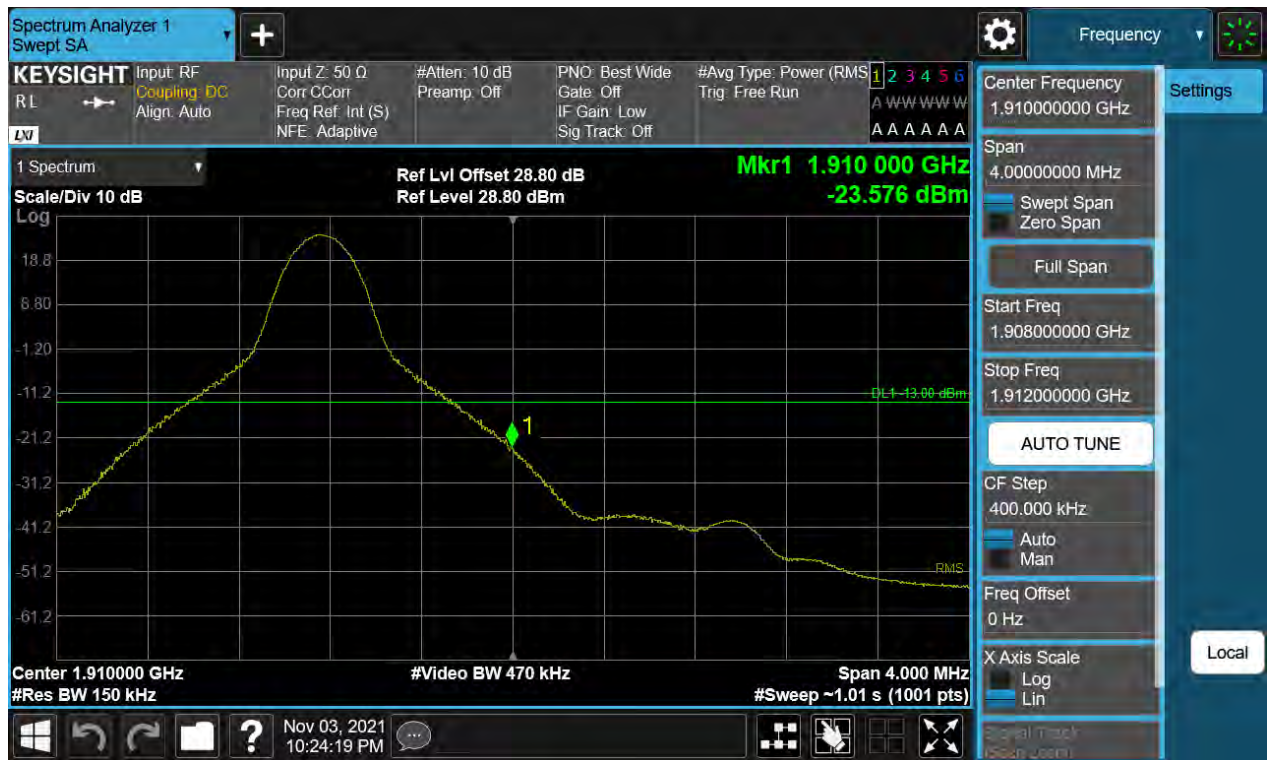 Spectrum Analyzer 1
Swept SA
+
Frequency
KEYSIGHT
RL
LXI
Input: RF
Coupling: DC
Align: Auto
Input Z: 50 Ω
Corr CCorr
Freq Ref: Int (S)
NFE: Adaptive
#Atten: 10 dB
Preamp: Off
PNO: Best Wide
Gate: Off
IF Gain: Low
Sig Track: Off
#Avg Type: Power (RMS
Trig: Free Run
1 2 3 4 5 6
A W W W W W
A A A A A A
1 Spectrum
Scale/Div 10 dB
Log
Ref Lvl Offset 28.80 dB
Ref Level 28.80 dBm
Mkr1 1.910 000 GHz
-23.576 dBm
18.8
8.80
-1.20
-11.2
-21.2
-31.2
-41.2
-51.2
-61.2
DL1 -13.00 dBm
1
RMS
Center 1.910000 GHz
#Res BW 150 kHz
#Video BW 470 kHz
Span 4.000 MHz
#Sweep ~1.01 s (1001 pts)
Center Frequency
1.910000000 GHz
Span
4.00000000 MHz
Swept Span
Zero Span
Full Span
Start Freq
1.908000000 GHz
Stop Freq
1.912000000 GHz
AUTO TUNE
CF Step
400.000 kHz
Auto
Man
Freq Offset
0 Hz
X Axis Scale
Log
Lin
Signal Track
(Span Zoom)
Settings
Local
?
Nov 03, 2021
10:24:19 PM